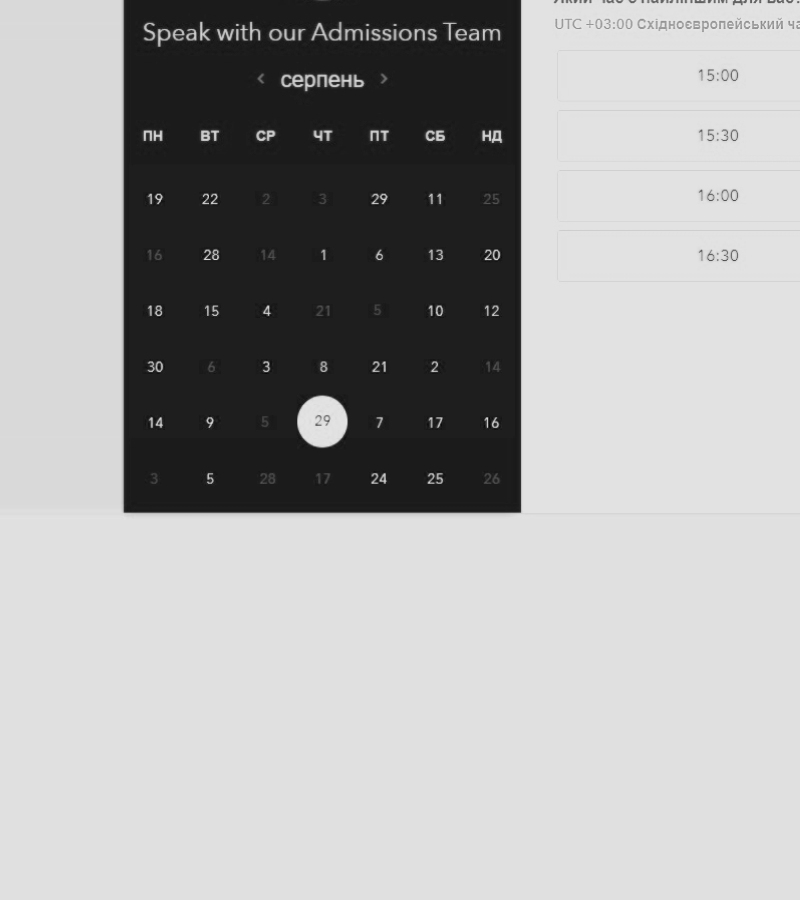 Speak with our Admissions Team
< серпень >
ПН ВТ СР ЧТ ПТ СБ НД
19 22 2 3 29 11 25
16 28 14 1 6 13 20
18 15 4 21 5 10 12
30 6 3 8 21 2 14
14 9 5 29 7 17 16
3 5 28 17 24 25 26
UTC +03:00 Східноєвропейський
15:00
15:30
16:00
16:30